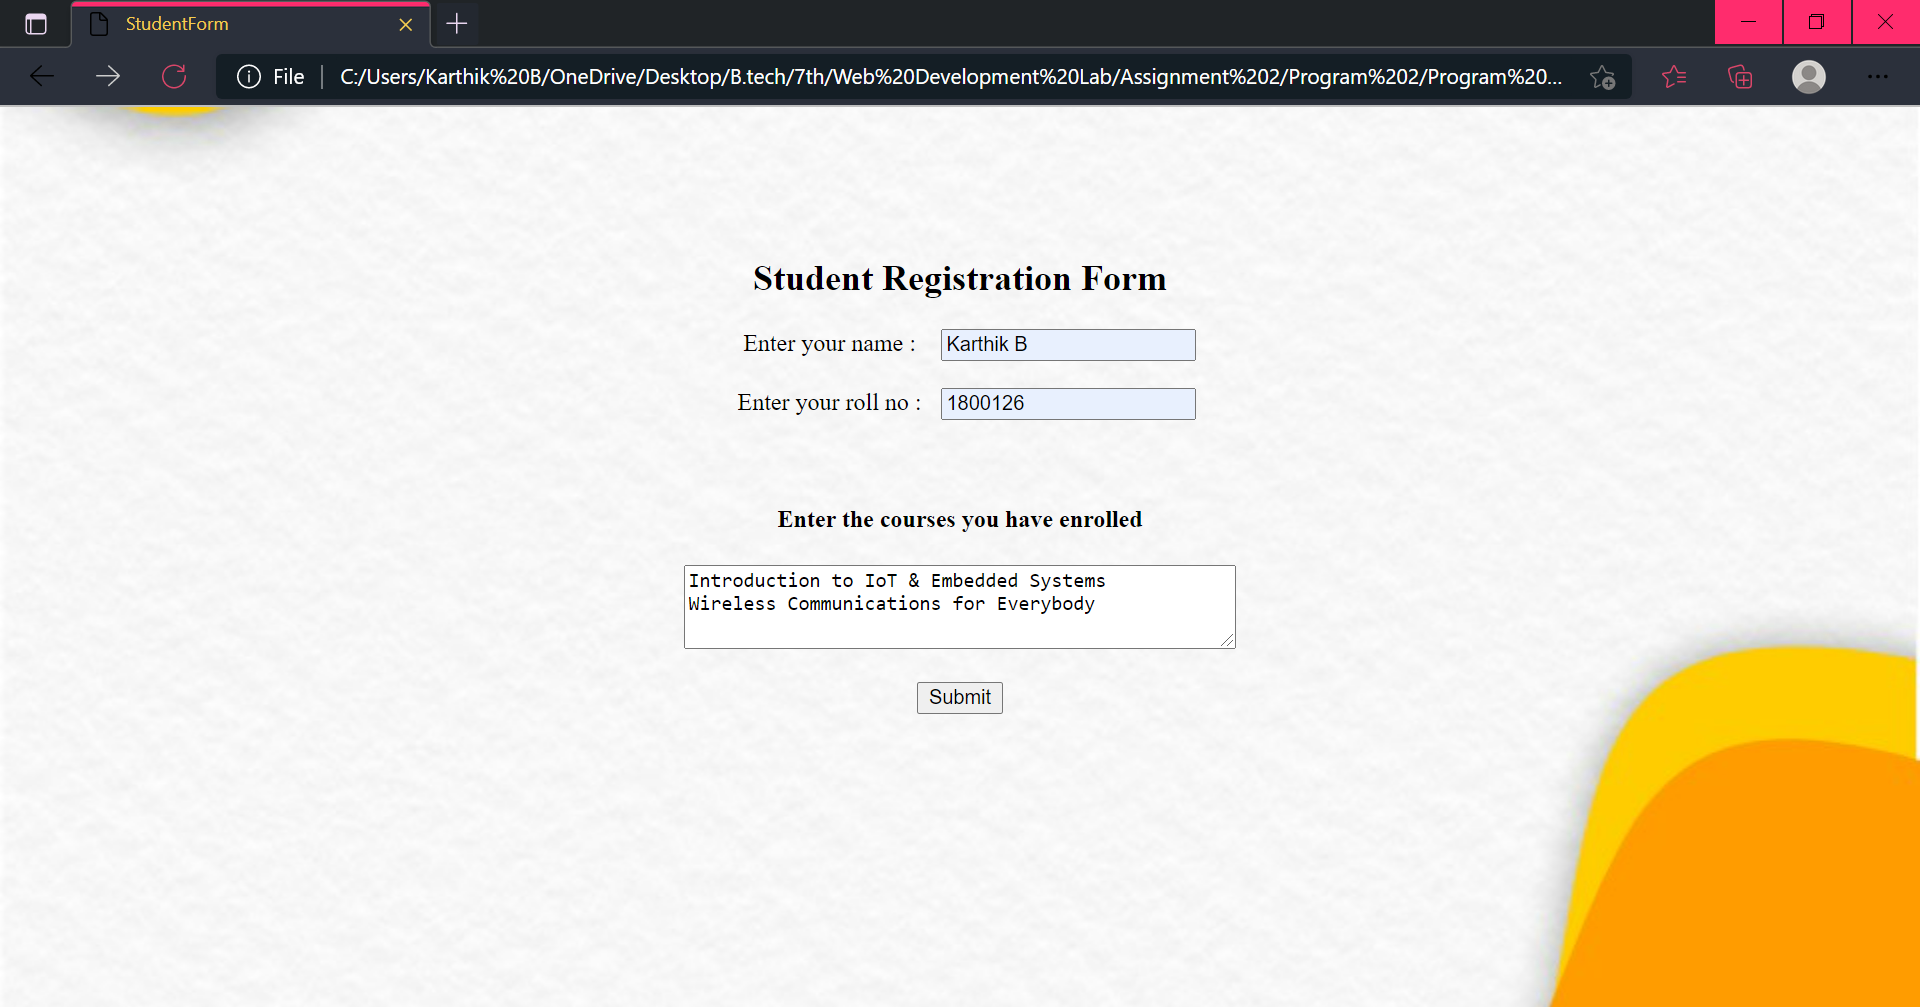 StudentForm
File
C:/Users/Karthik%20B/OneDrive/Desktop/B.tech/7th/Web%20Development%20Lab/Assignment%202/Program%202/Program%20...
Student Registration Form
Enter your name : Karthik B
Enter your roll no : 1800126
Enter the courses you have enrolled
Introduction to IoT & Embedded Systems
Wireless Communications for Everybody
Submit